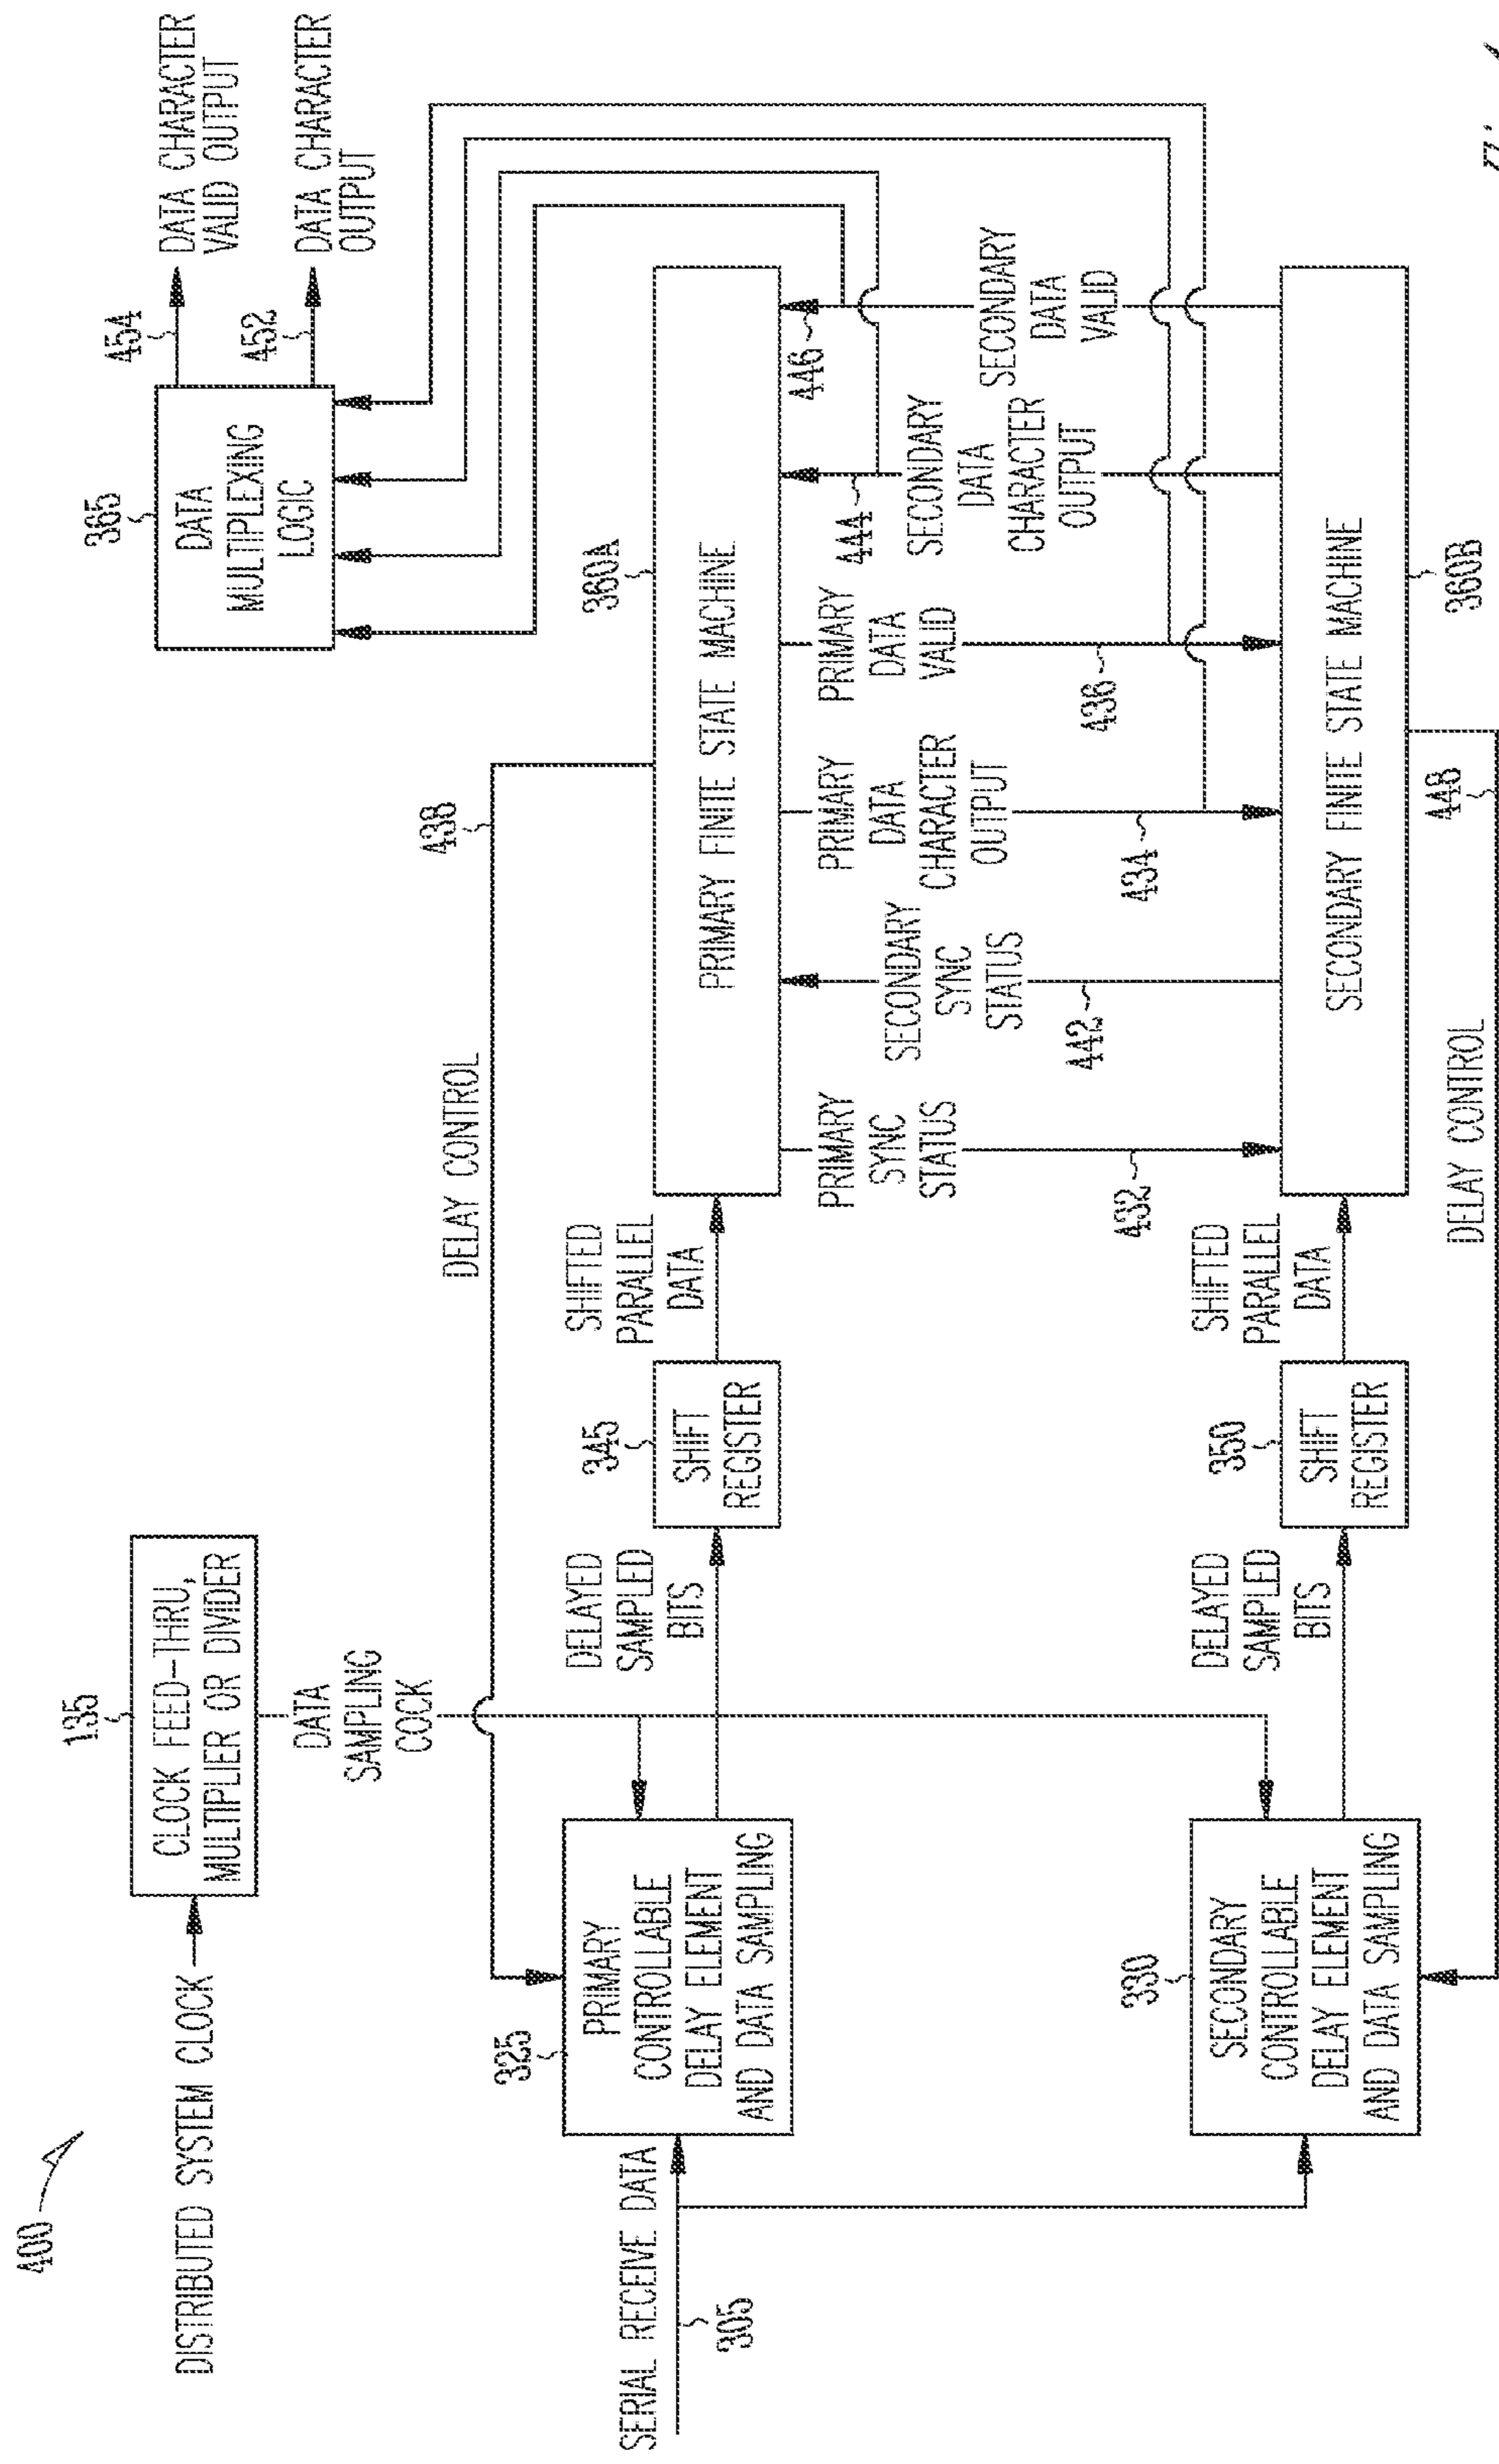 400
DISTRIBUTED SYSTEM CLOCK
135
CLOCK FEED-THRU,
MULTIPLIER OR DIVIDER
DATA
SAMPLING
COCK
365
DATA
MULTIPLEXING
LOGIC
454
DATA CHARACTER
VALID OUTPUT
452
DATA CHARACTER
OUTPUT
DELAY CONTROL
438
SERIAL RECEIVE DATA
305
325
PRIMARY
CONTROLLABLE
DELAY ELEMENT
AND DATA SAMPLING
DELAYED
SAMPLED
BITS
345
SHIFT
REGISTER
SHIFTED
PARALLEL
DATA
360A
PRIMARY FINITE STATE MACHINE
PRIMARY
SYNC
STATUS
432
SECONDARY
SYNC
STATUS
442
PRIMARY
DATA
CHARACTER
OUTPUT
434
PRIMARY
DATA
VALID
436
444
SECONDARY
DATA
CHARACTER
OUTPUT
446
SECONDARY
DATA
VALID
330
SECONDARY
CONTROLLABLE
DELAY ELEMENT
AND DATA SAMPLING
DELAYED
SAMPLED
BITS
350
SHIFT
REGISTER
SHIFTED
PARALLEL
DATA
SECONDARY FINITE STATE MACHINE
360B
DELAY CONTROL
448